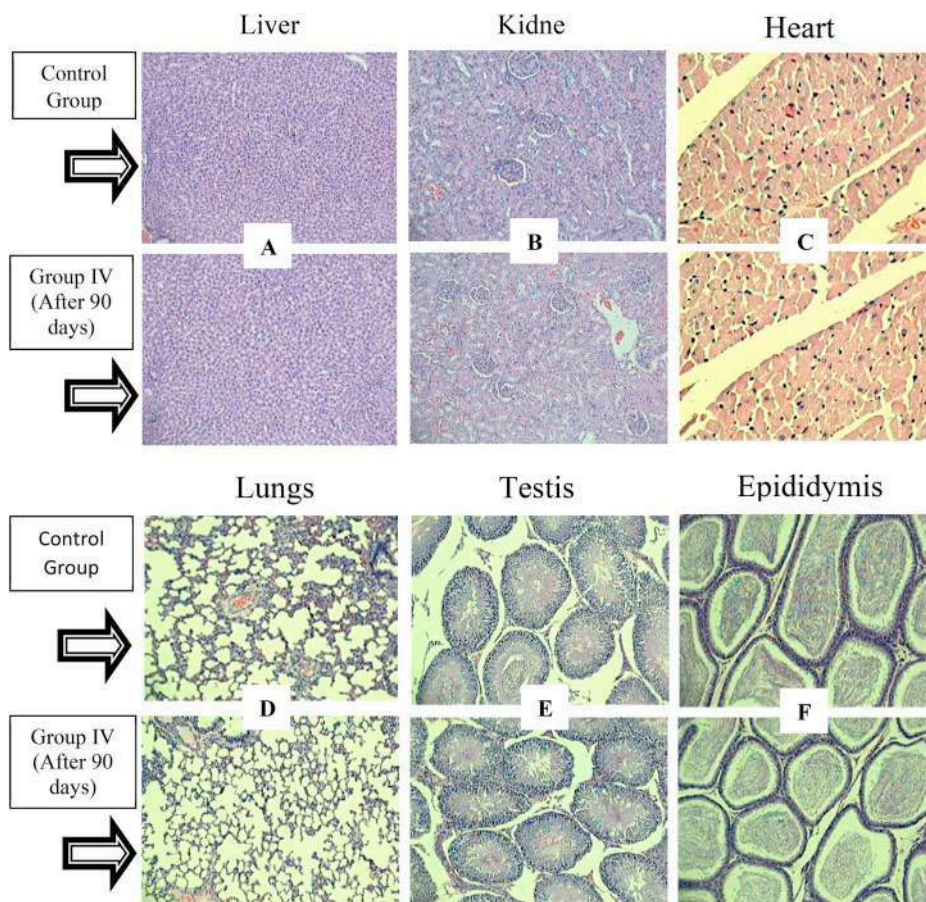 Liver Kidne Heart
Control
Group
A B C
Group IV
(After 90
days)
Lungs Testis Epididymis
Control
Group
D E F
Group IV
(After 90
days)